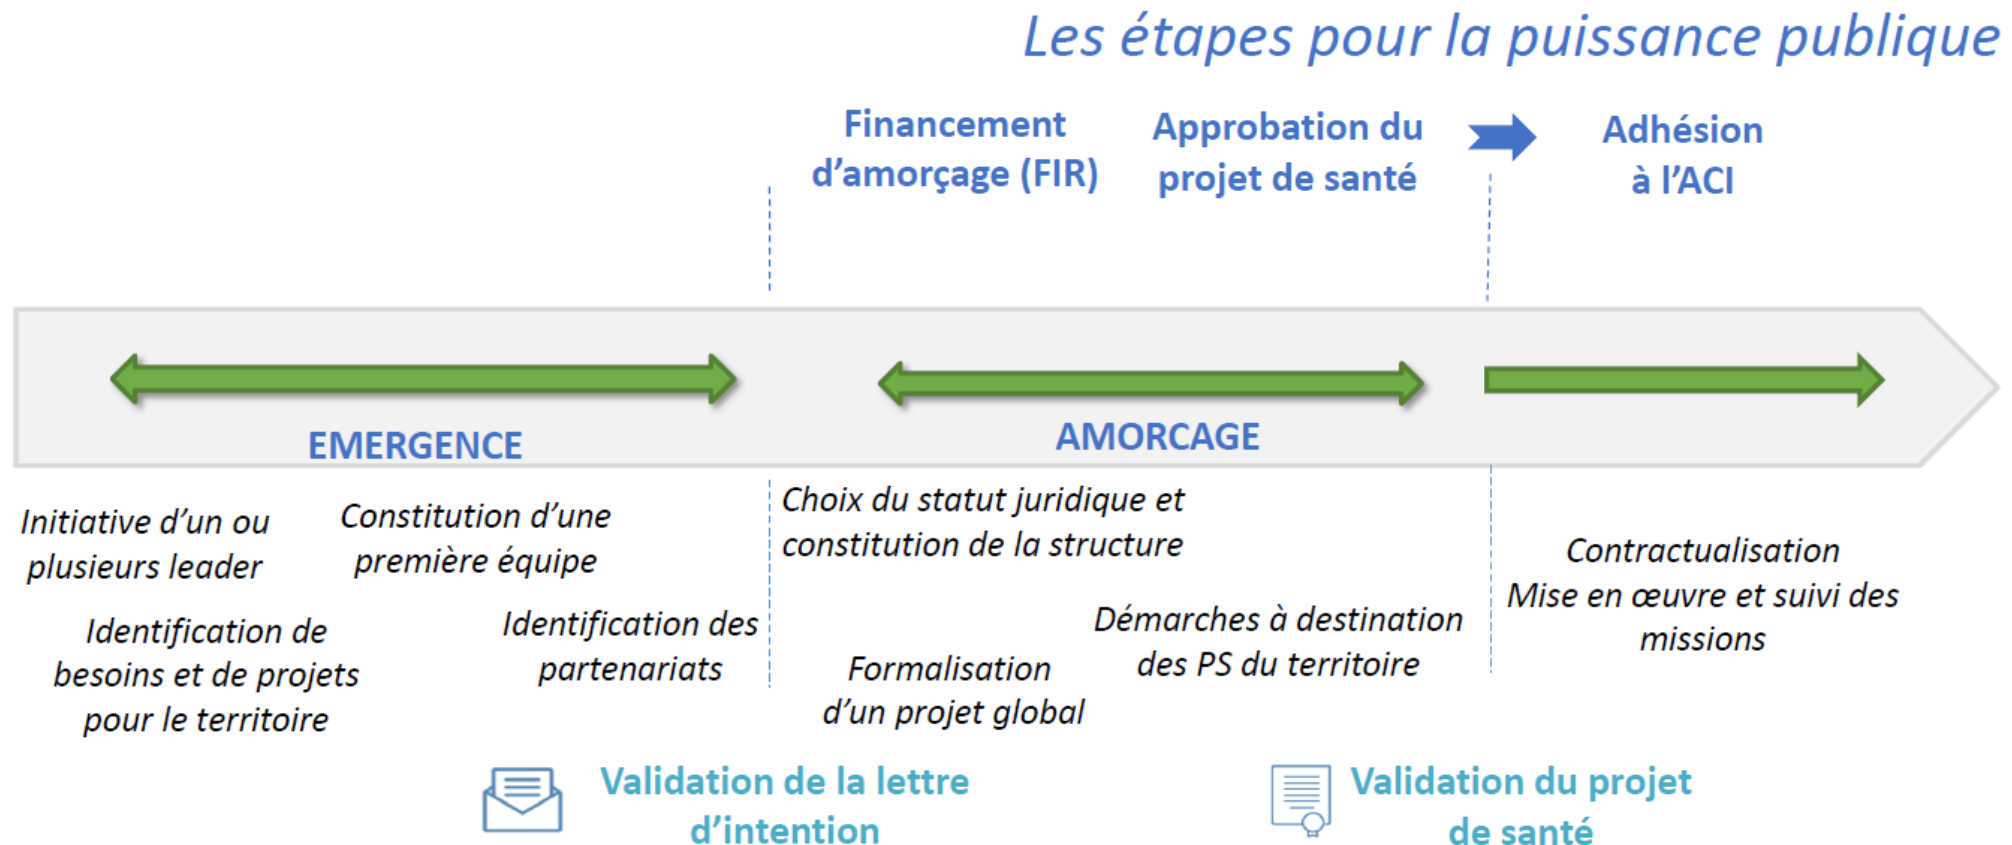 Les étapes pour la puissance publique
Financement
d’amorçage (FIR)
Approbation du
projet de santé
Adhésion
à l’ACI
EMERGENCE
AMORCAGE
Initiative d’un ou
plusieurs leader
Constitution d’une
première équipe
Identification de
besoins et de projets
pour le territoire
Identification des
partenariats
Choix du statut juridique et
constitution de la structure
Formalisation
d’un projet global
Démarches à destination
des PS du territoire
Contractualisation
Mise en œuvre et suivi des
missions
Validation de la lettre
d’intention
Validation du projet
de santé